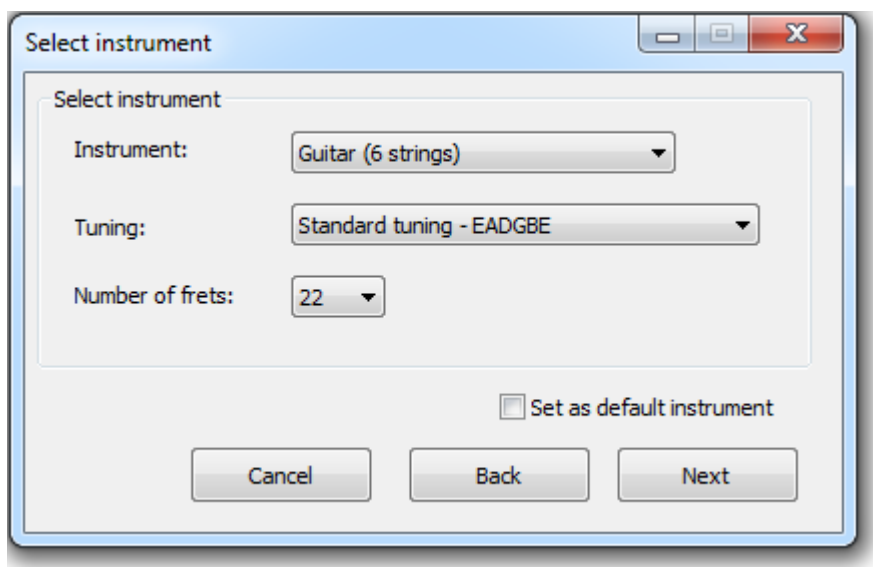 Select instrument
Select instrument
Instrument: Guitar (6 strings)
Tuning: Standard tuning - EADGBE
Number of frets: 22
Set as default instrument
Cancel Back Next